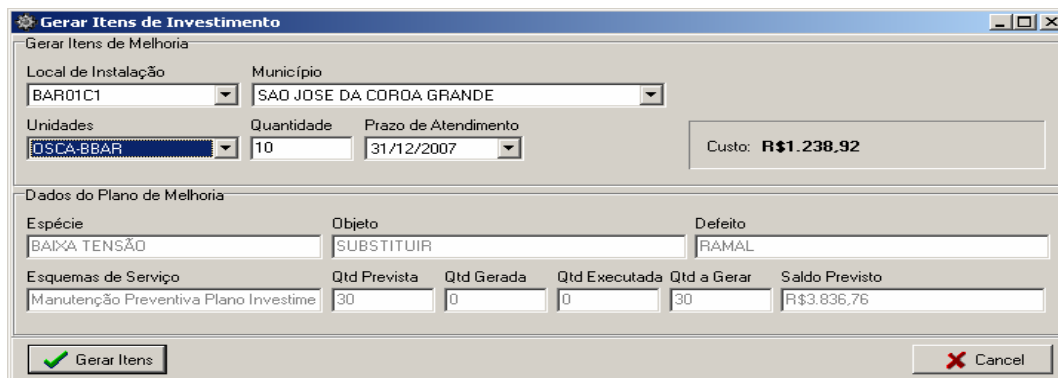 Gerar Itens de Investimento
Gerar Itens de Melhoria
Local de Instalação Município
BAR01C1 SAO JOSE DA COROA GRANDE
Unidades Quantidade Prazo de Atendimento
OSCA-BBAR 10 31/12/2007 Custo: R$1.238,92
Dados do Plano de Melhoria
Espécie Objeto Defeito
BAIXA TENSÃO SUBSTITUIR RAMAL
Esquemas de Serviço Qtd Prevista Qtd Gerada Qtd Executada Qtd a Gerar Saldo Previsto
Manutenção Preventiva Plano Investime 30 0 0 30 R$3.836,76
Gerar Itens Cancel